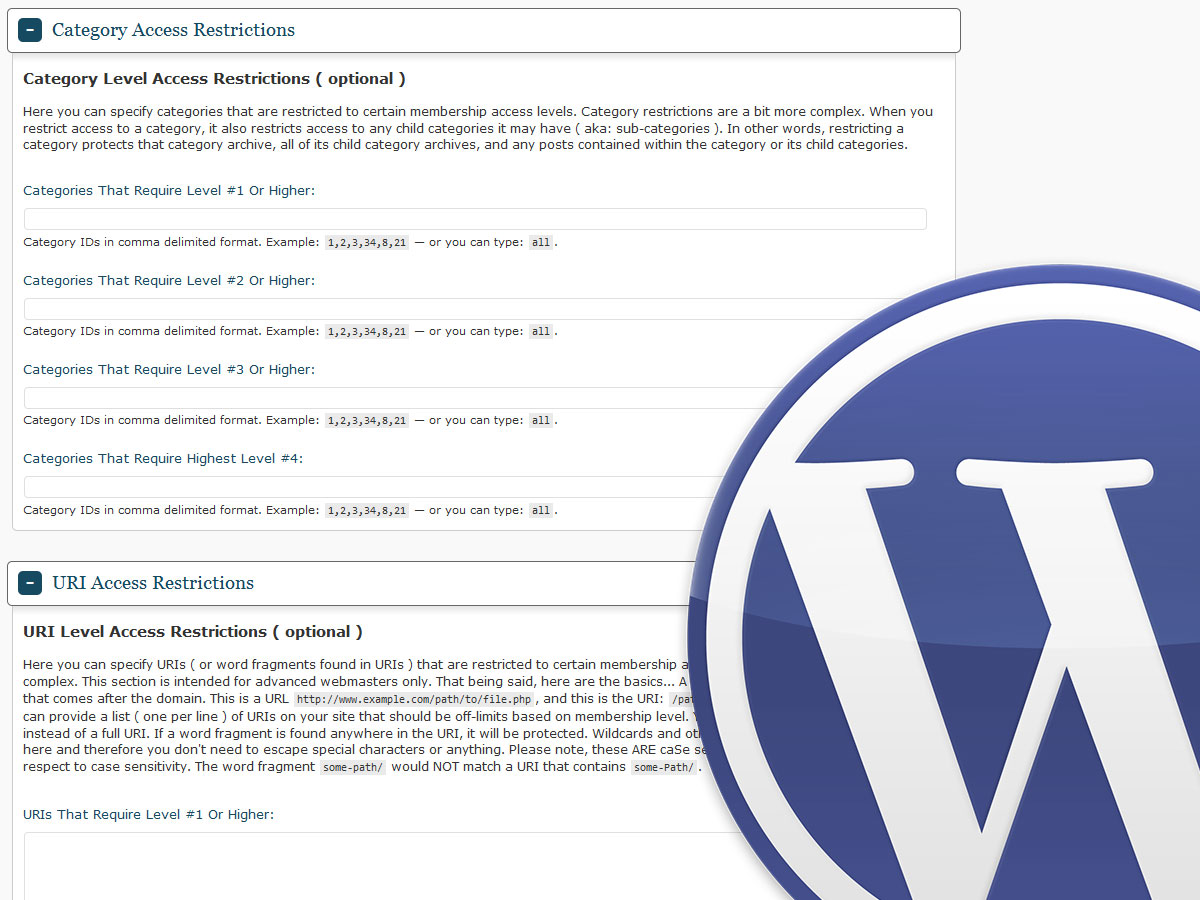 Category Access Restrictions
Category Level Access Restrictions ( optional )
Here you can specify categories that are restricted to certain membership access levels. Category restrictions are a bit more complex. When you
restrict access to a category, it also restricts access to any child categories it may have ( aka: sub-categories ). In other words, restricting a
category protects that category archive, all of its child category archives, and any posts contained within the category or its child categories.
Categories That Require Level #1 Or Higher:
Category IDs in comma delimited format. Example: 1,2,3,34,8,21 — or you can type: all.
Categories That Require Level #2 Or Higher:
Category IDs in comma delimited format. Example: 1,2,3,34,8,21 — or you can type: all.
Categories That Require Level #3 Or Higher:
Category IDs in comma delimited format. Example: 1,2,3,34,8,21 — or you can type: all.
Categories That Require Highest Level #4:
Category IDs in comma delimited format. Example: 1,2,3,34,8,21 — or you can type: all.
URI Access Restrictions
URI Level Access Restrictions ( optional )
Here you can specify URIs ( or word fragments found in URIs ) that are restricted to certain membership
complex. This section is intended for advanced webmasters only. That being said, here are the basics... A
that comes after the domain. This is a URL http://www.example.com/path/to/file.php, and this is the URI:
can provide a list ( one per line ) of URIs on your site that should be off-limits based on membership level.
instead of a full URI. If a word fragment is found anywhere in the URI, it will be protected. Wildcards and
here and therefore you don't need to escape special characters or anything. Please note, these ARE caSe
respect to case sensitivity. The word fragment some-path/ would NOT match a URI that contains some-Path/.
URIs That Require Level #1 Or Higher:
W